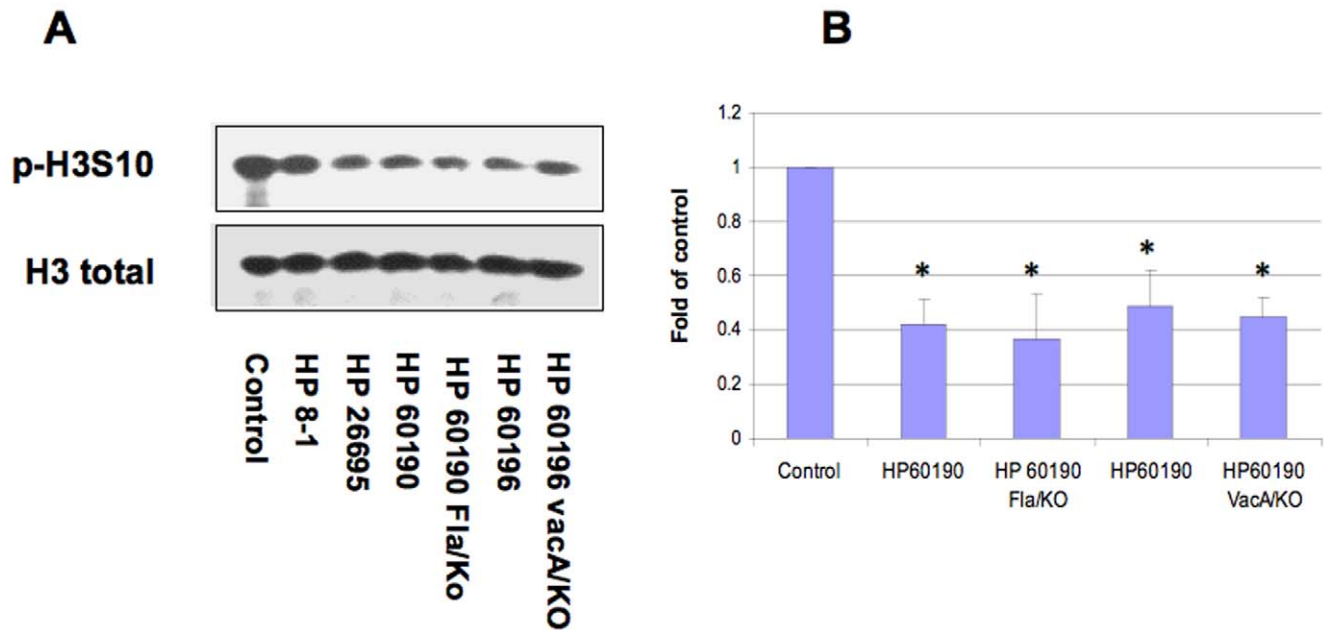 A
p-H3S10
H3 total
Control
HP 8-1
HP 26695
HP 60190
HP 60190 Fla/Ko
HP 60196
HP 60196 vacA/KO
B
Fold of control
1.2
1
0.8
0.6
0.4
0.2
0
*
*
*
*
Control
HP60190
HP 60190
Fla/KO
HP60190
HP60190
VacA/KO